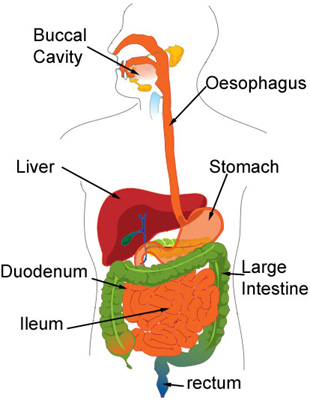 Buccal
Cavity
Oesophagus
Liver
Stomach
Duodenum
Large
Intestine
Ileum
rectum